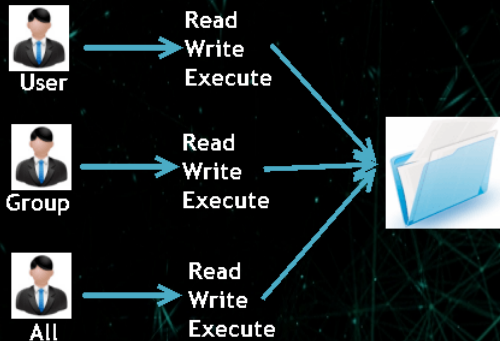 Read
Write
Execute
User
Read
Write
Execute
Group
Read
Write
Execute
All